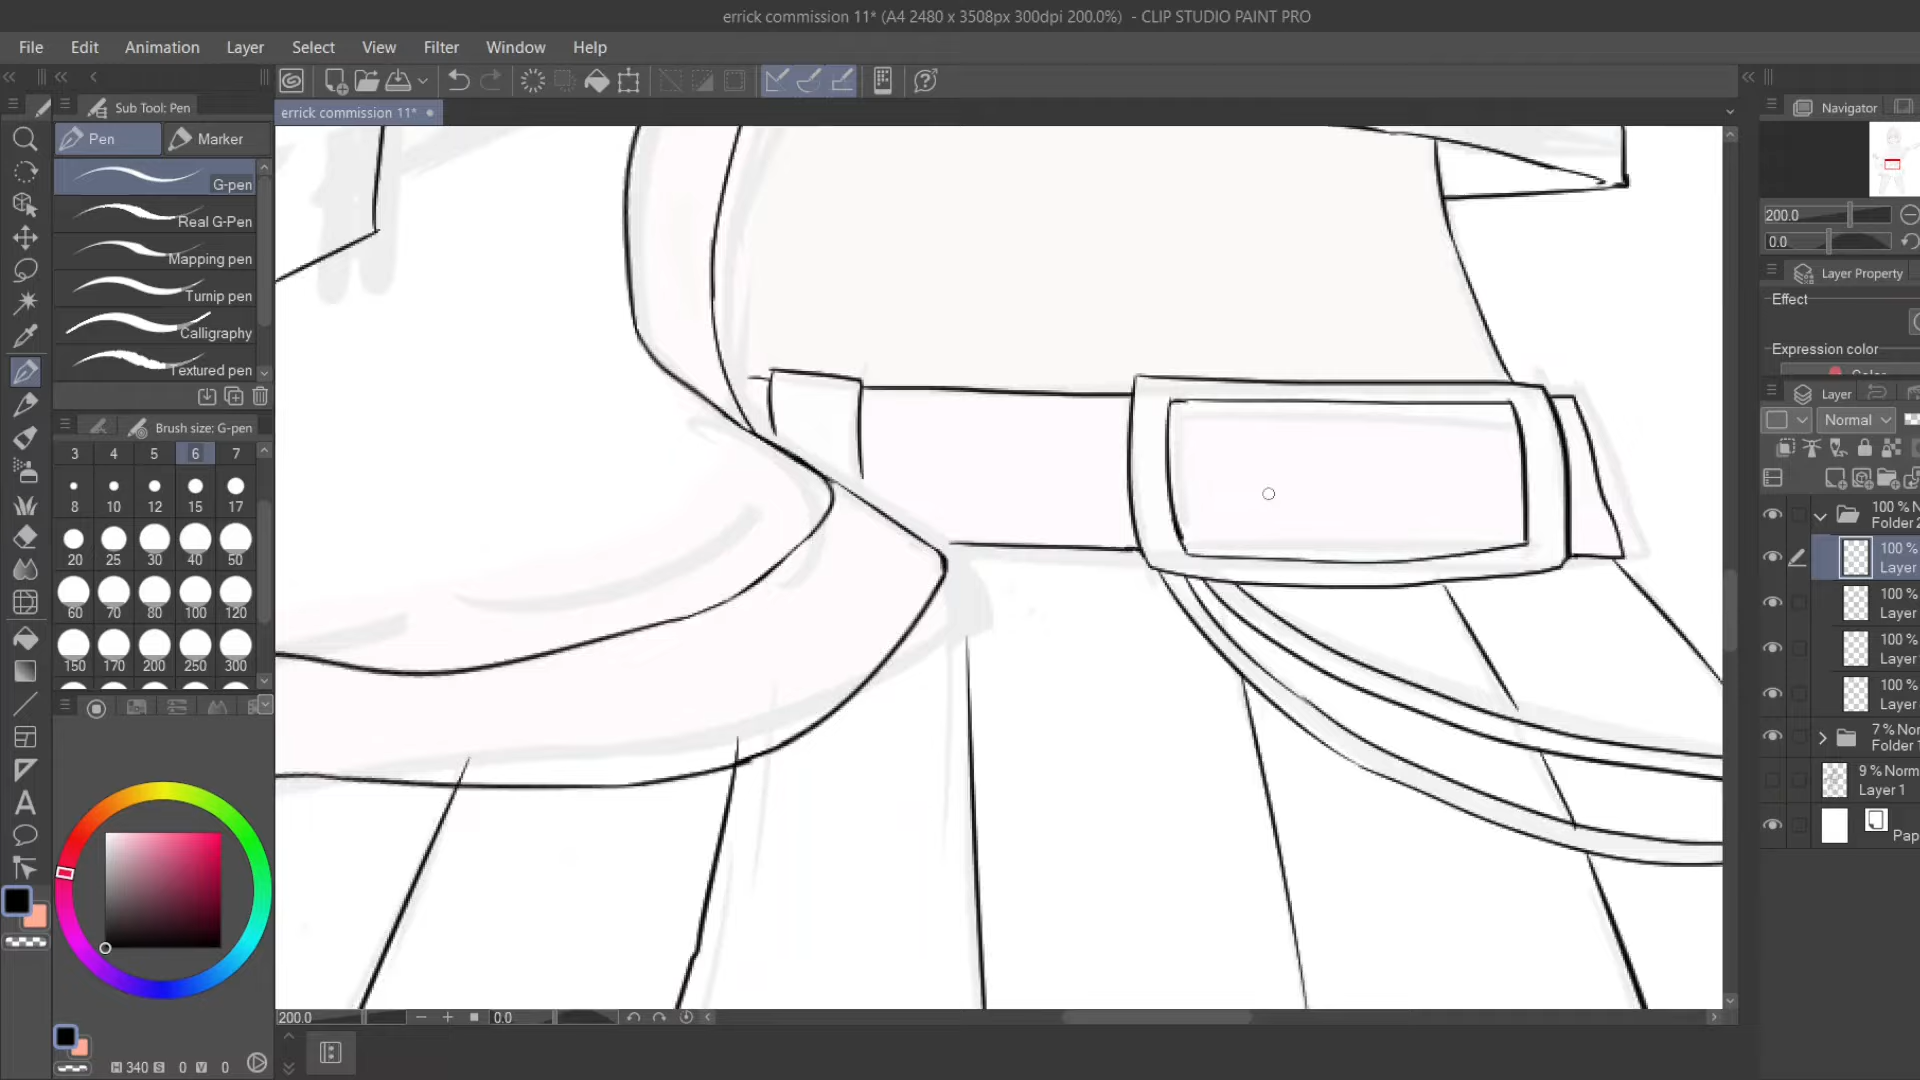 errick commission 11* (A4 2480 x 3508px 300dpi 200.0%) - CLIP STUDIO PAINT PRO
File Edit Animation Layer Select View Filter Window Help
Sub Tool: Pen
errick commission 11*
Navigator
Pen Marker
G-pen
Real G-Pen
Mapping pen
Turnip pen
Calligraphy
Textured pen
200.0
0.0
Layer Property
Effect
Expression color
Color
Layer
Normal
Brush size: G-pen
3 4 5 6 7
8 10 12 15 17
20 25 30 40 50
60 70 80 100 120
150 170 200 250 300
100 % N
Folder 2
100 %
Layer
100 %
Layer
100 %
Layer
100 %
Layer
7 % Nor
Folder 1
9 % Norm
Layer 1
Pap
200.0 0.0
H 340 S 0 V 0